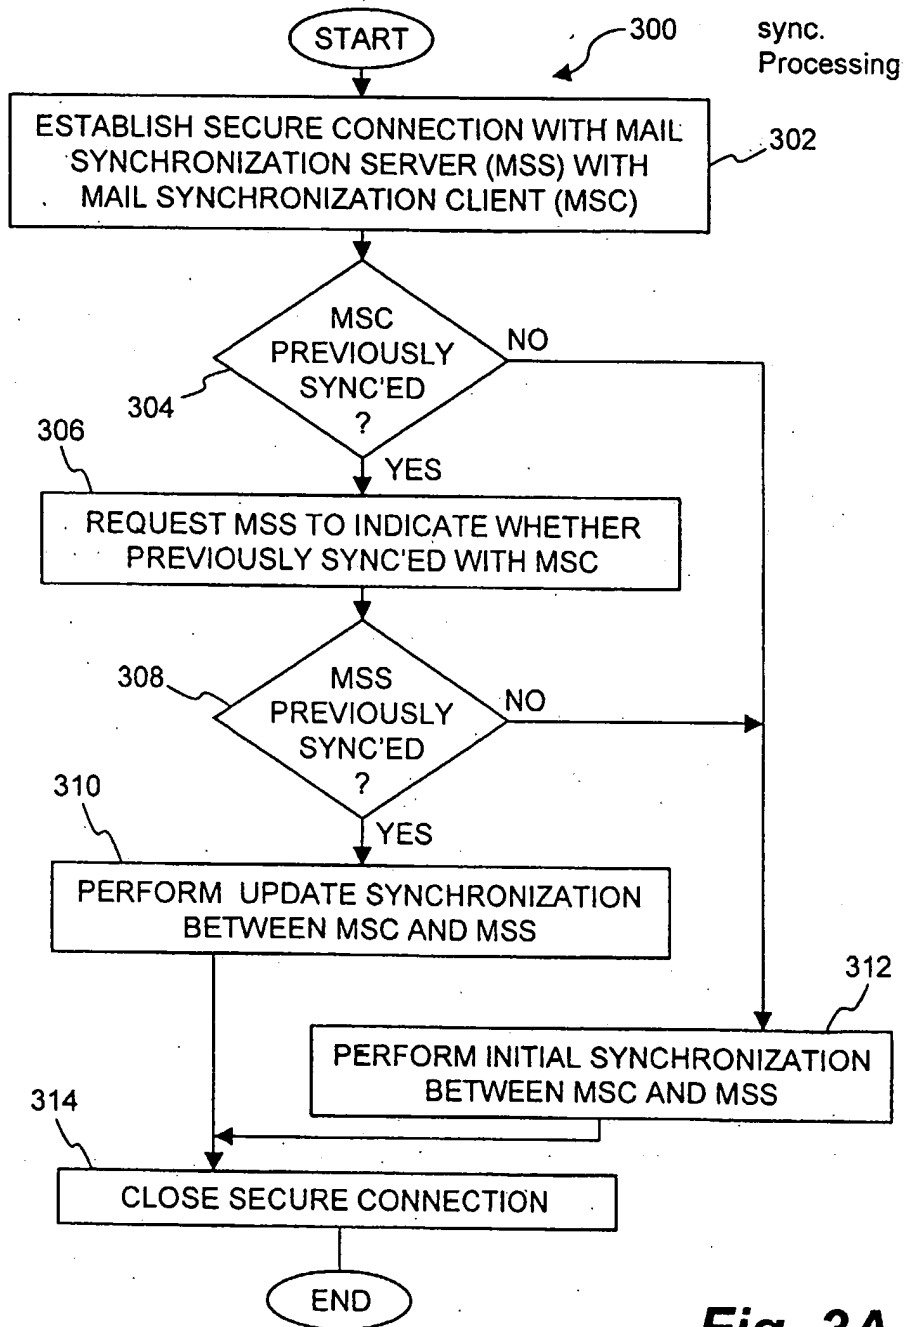 START
300
sync.
Processing
ESTABLISH SECURE CONNECTION WITH MAIL
SYNCHRONIZATION SERVER (MSS) WITH
MAIL SYNCHRONIZATION CLIENT (MSC)
302
MSC
PREVIOUSLY
SYNC'ED
?
NO
304
YES
306
REQUEST MSS TO INDICATE WHETHER
PREVIOUSLY SYNC'ED WITH MSC
308
MSS
PREVIOUSLY
SYNC'ED
?
NO
YES
310
PERFORM UPDATE SYNCHRONIZATION
BETWEEN MSC AND MSS
312
PERFORM INITIAL SYNCHRONIZATION
BETWEEN MSC AND MSS
314
CLOSE SECURE CONNECTION
END
Fig. 3A